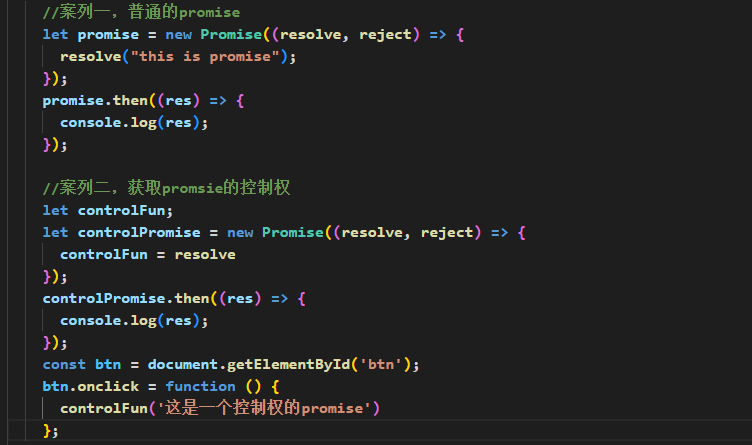 //案列一，普通的promise
let promise = new Promise((resolve, reject) => {
  resolve("this is promise");
});
promise.then((res) => {
  console.log(res);
});
//案列二，获取promsie的控制权
let controlFun;
let controlPromise = new Promise((resolve, reject) => {
  controlFun = resolve
});
controlPromise.then((res) => {
  console.log(res);
});
const btn = document.getElementById('btn');
btn.onclick = function () {
  controlFun('这是一个控制权的promise')
};